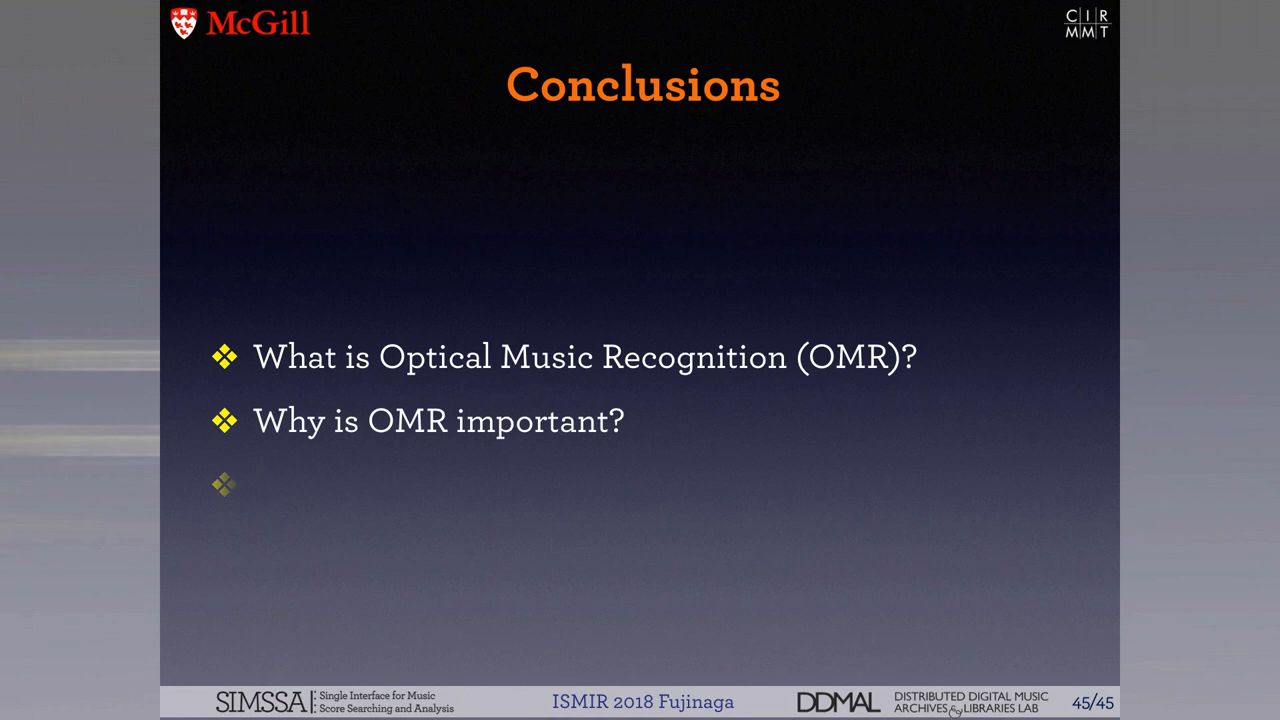 McGill
CIR
MMT
Conclusions
What is Optical Music Recognition (OMR)?
Why is OMR important?
SIMSSA
Single Interface for Music
Score Searching and Analysis
ISMIR 2018 Fujinaga
DDMAL
DISTRIBUTED DIGITAL MUSIC
ARCHIVES & LIBRARIES LAB
45/45